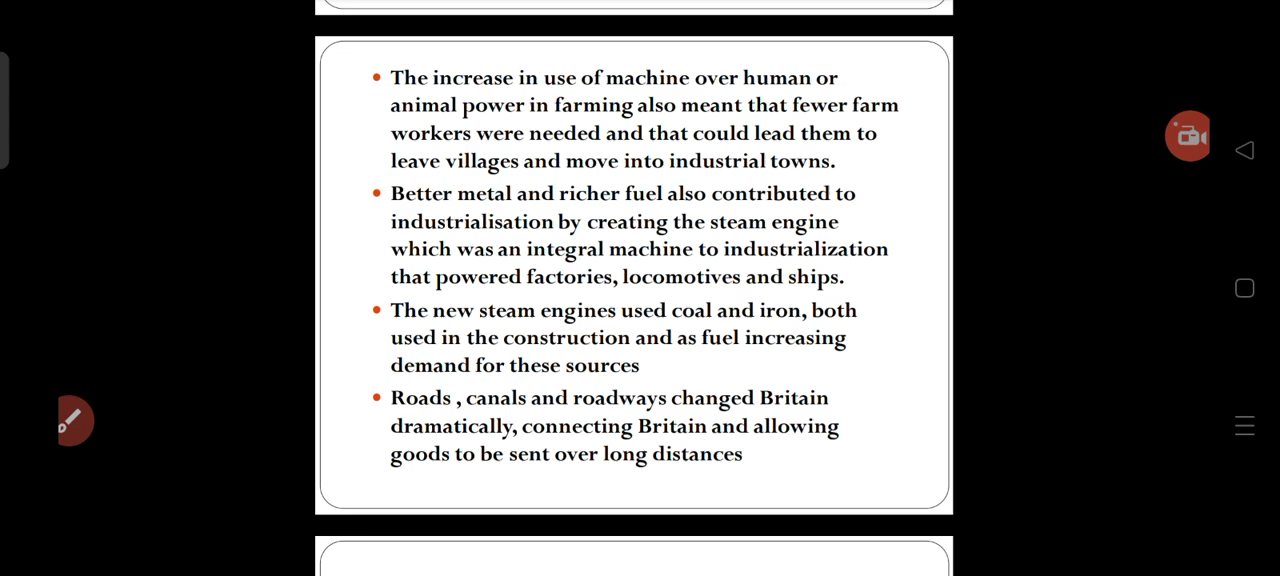 The increase in use of machine over human or
animal power in farming also meant that fewer farm
workers were needed and that could lead them to
leave villages and move into industrial towns.
Better metal and richer fuel also contributed to
industrialisation by creating the steam engine
which was an integral machine to industrialization
that powered factories, locomotives and ships.
The new steam engines used coal and iron, both
used in the construction and as fuel increasing
demand for these sources
Roads , canals and roadways changed Britain
dramatically, connecting Britain and allowing
goods to be sent over long distances